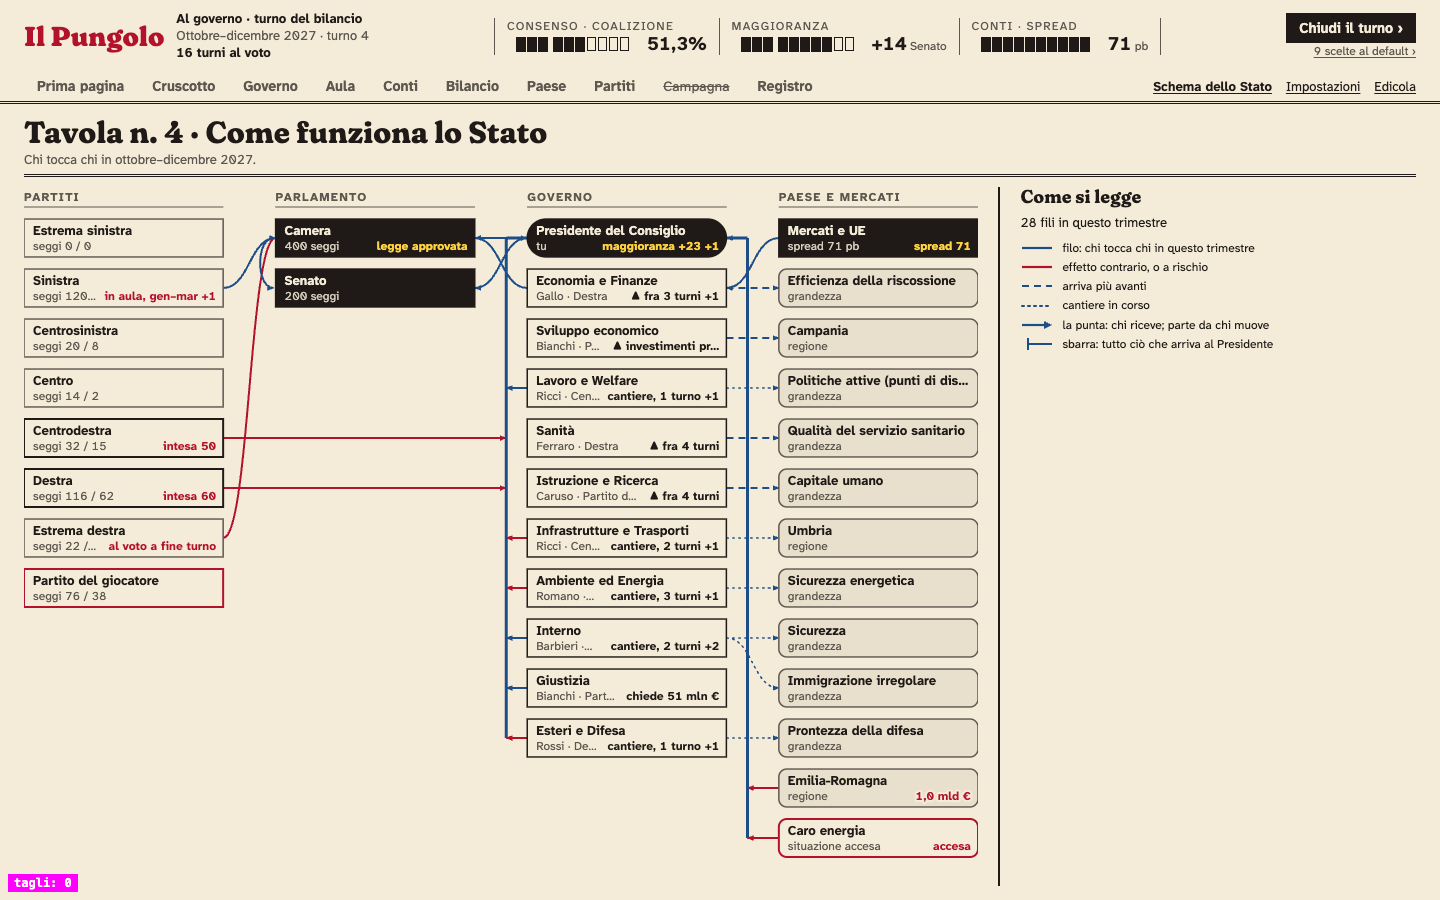 Il Pungolo
Al governo · turno del bilancio
Ottobre–dicembre 2027 · turno 4
16 turni al voto
CONSENSO · COALIZIONE
51,3%
MAGGIORANZA
+14 Senato
CONTI · SPREAD
71 pb
Chiudi il turno ›
9 scelte al default ›
Prima pagina Cruscotto Governo Aula Conti Bilancio Paese Partiti Campagna Registro
Schema dello Stato Impostazioni Edicola
Tavola n. 4 · Come funziona lo Stato
Chi tocca chi in ottobre–dicembre 2027.
PARTITI
Estrema sinistra
seggi 0 / 0
Sinistra
seggi 120... in aula, gen–mar +1
Centrosinistra
seggi 20 / 8
Centro
seggi 14 / 2
Centrodestra
seggi 32 / 15 intesa 50
Destra
seggi 116 / 62 intesa 60
Estrema destra
seggi 22 /... al voto a fine turno
Partito del giocatore
seggi 76 / 38
PARLAMENTO
Camera
400 seggi legge approvata
Senato
200 seggi
GOVERNO
Presidente del Consiglio
tu maggioranza +23 +1
Economia e Finanze
Gallo · Destra ▲ fra 3 turni +1
Sviluppo economico
Bianchi · P... ▲ investimenti pr...
Lavoro e Welfare
Ricci · Cen... cantiere, 1 turno +1
Sanità
Ferraro · Destra ▲ fra 4 turni
Istruzione e Ricerca
Caruso · Partito d... ▲ fra 4 turni
Infrastrutture e Trasporti
Ricci · Cen... cantiere, 2 turni +1
Ambiente ed Energia
Romano ·... cantiere, 3 turni +1
Interno
Barbieri ·... cantiere, 2 turni +2
Giustizia
Bianchi · Part... chiede 51 mln €
Esteri e Difesa
Rossi · De... cantiere, 1 turno +1
PAESE E MERCATI
Mercati e UE
spread 71 pb spread 71
Efficienza della riscossione
grandezza
Campania
regione
Politiche attive (punti di dis...
grandezza
Qualità del servizio sanitario
grandezza
Capitale umano
grandezza
Umbria
regione
Sicurezza energetica
grandezza
Sicurezza
grandezza
Immigrazione irregolare
grandezza
Prontezza della difesa
grandezza
Emilia-Romagna
regione 1,0 mld €
Caro energia
situazione accesa accesa
Come si legge
28 fili in questo trimestre
filo: chi tocca chi in questo trimestre
effetto contrario, o a rischio
arriva più avanti
cantiere in corso
la punta: chi riceve; parte da chi muove
sbarra: tutto ciò che arriva al Presidente
tagli: 0